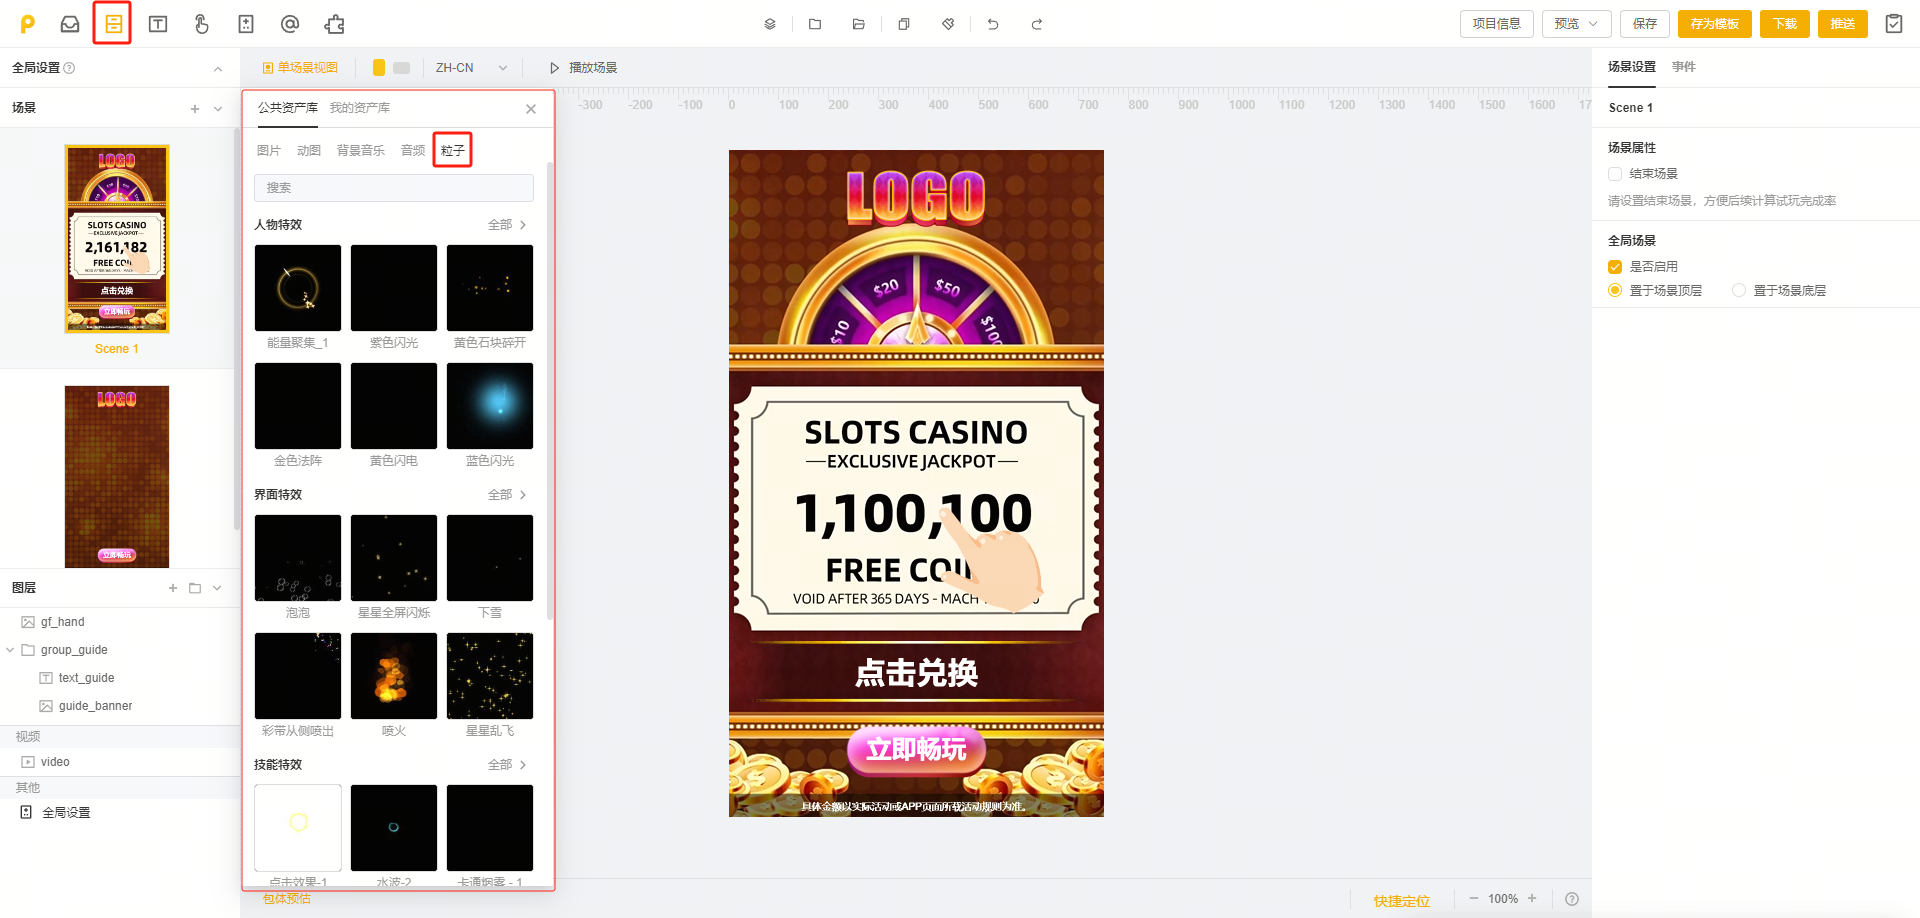 项目信息
预览
保存
存为模板
下载
推送
全局设置
单场景视图
ZH-CN
播放场景
场景设置
事件
场景
公共资产库
我的资产库
-300 -200 -100 0 100 200 300 400 500 600 700 800 900 1000 1100 1200 1300 1400 1500 1600 17
Scene 1
图片
动图
背景音乐
音频
粒子
搜索
人物特效
全部
能量聚集_1
紫色闪光
黄色石块碎开
金色法阵
黄色闪电
蓝色闪光
界面特效
全部
泡泡
星星全屏闪烁
下雪
彩带从侧喷出
喷火
星星乱飞
技能特效
全部
点击效果-1
水波-2
卡通烟雾 - 1
包体预估
LOGO
SLOTS CASINO
EXCLUSIVE JACKPOT
2,161,182
FREE COI
点击兑换
立即畅玩
Scene 1
LOGO
立即畅玩
图层
gf_hand
group_guide
text_guide
guide_banner
视频
video
其他
全局设置
LOGO
$10
$20
$50
$100
SLOTS CASINO
EXCLUSIVE JACKPOT
1,100,100
FREE COI
VOID AFTER 365 DAYS - MACH
点击兑换
立即畅玩
具体金额以实际活动或APP页面所载活动规则为准。
场景属性
结束场景
请设置结束场景，方便后续计算试玩完成率
全局场景
是否启用
置于场景顶层
置于场景底层
快捷定位
100%